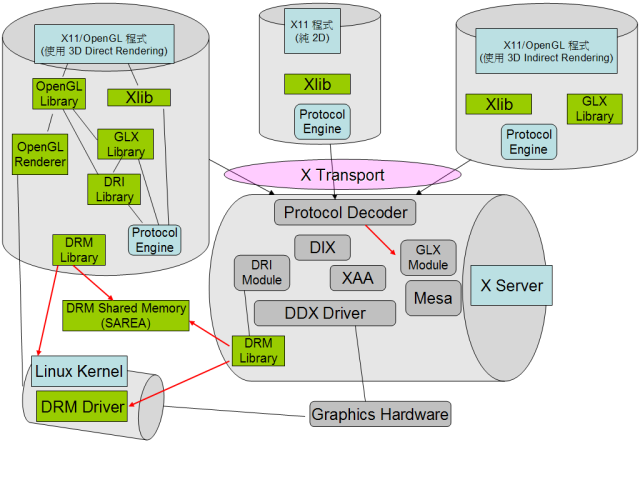 X11/OpenGL 程式
(使用 3D Direct Rendering)
OpenGL
Library
Xlib
GLX
Library
OpenGL
Renderer
DRI
Library
Protocol
Engine
DRM
Library
X11 程式
(純 2D)
Xlib
Protocol
Engine
X11/OpenGL 程式
(使用 3D Indirect Rendering)
Xlib
GLX
Library
Protocol
Engine
X Transport
Protocol Decoder
DIX
GLX
Module
DRI
Module
XAA
Mesa
X Server
DDX Driver
DRM Shared Memory
(SAREA)
DRM
Library
Linux Kernel
DRM Driver
Graphics Hardware